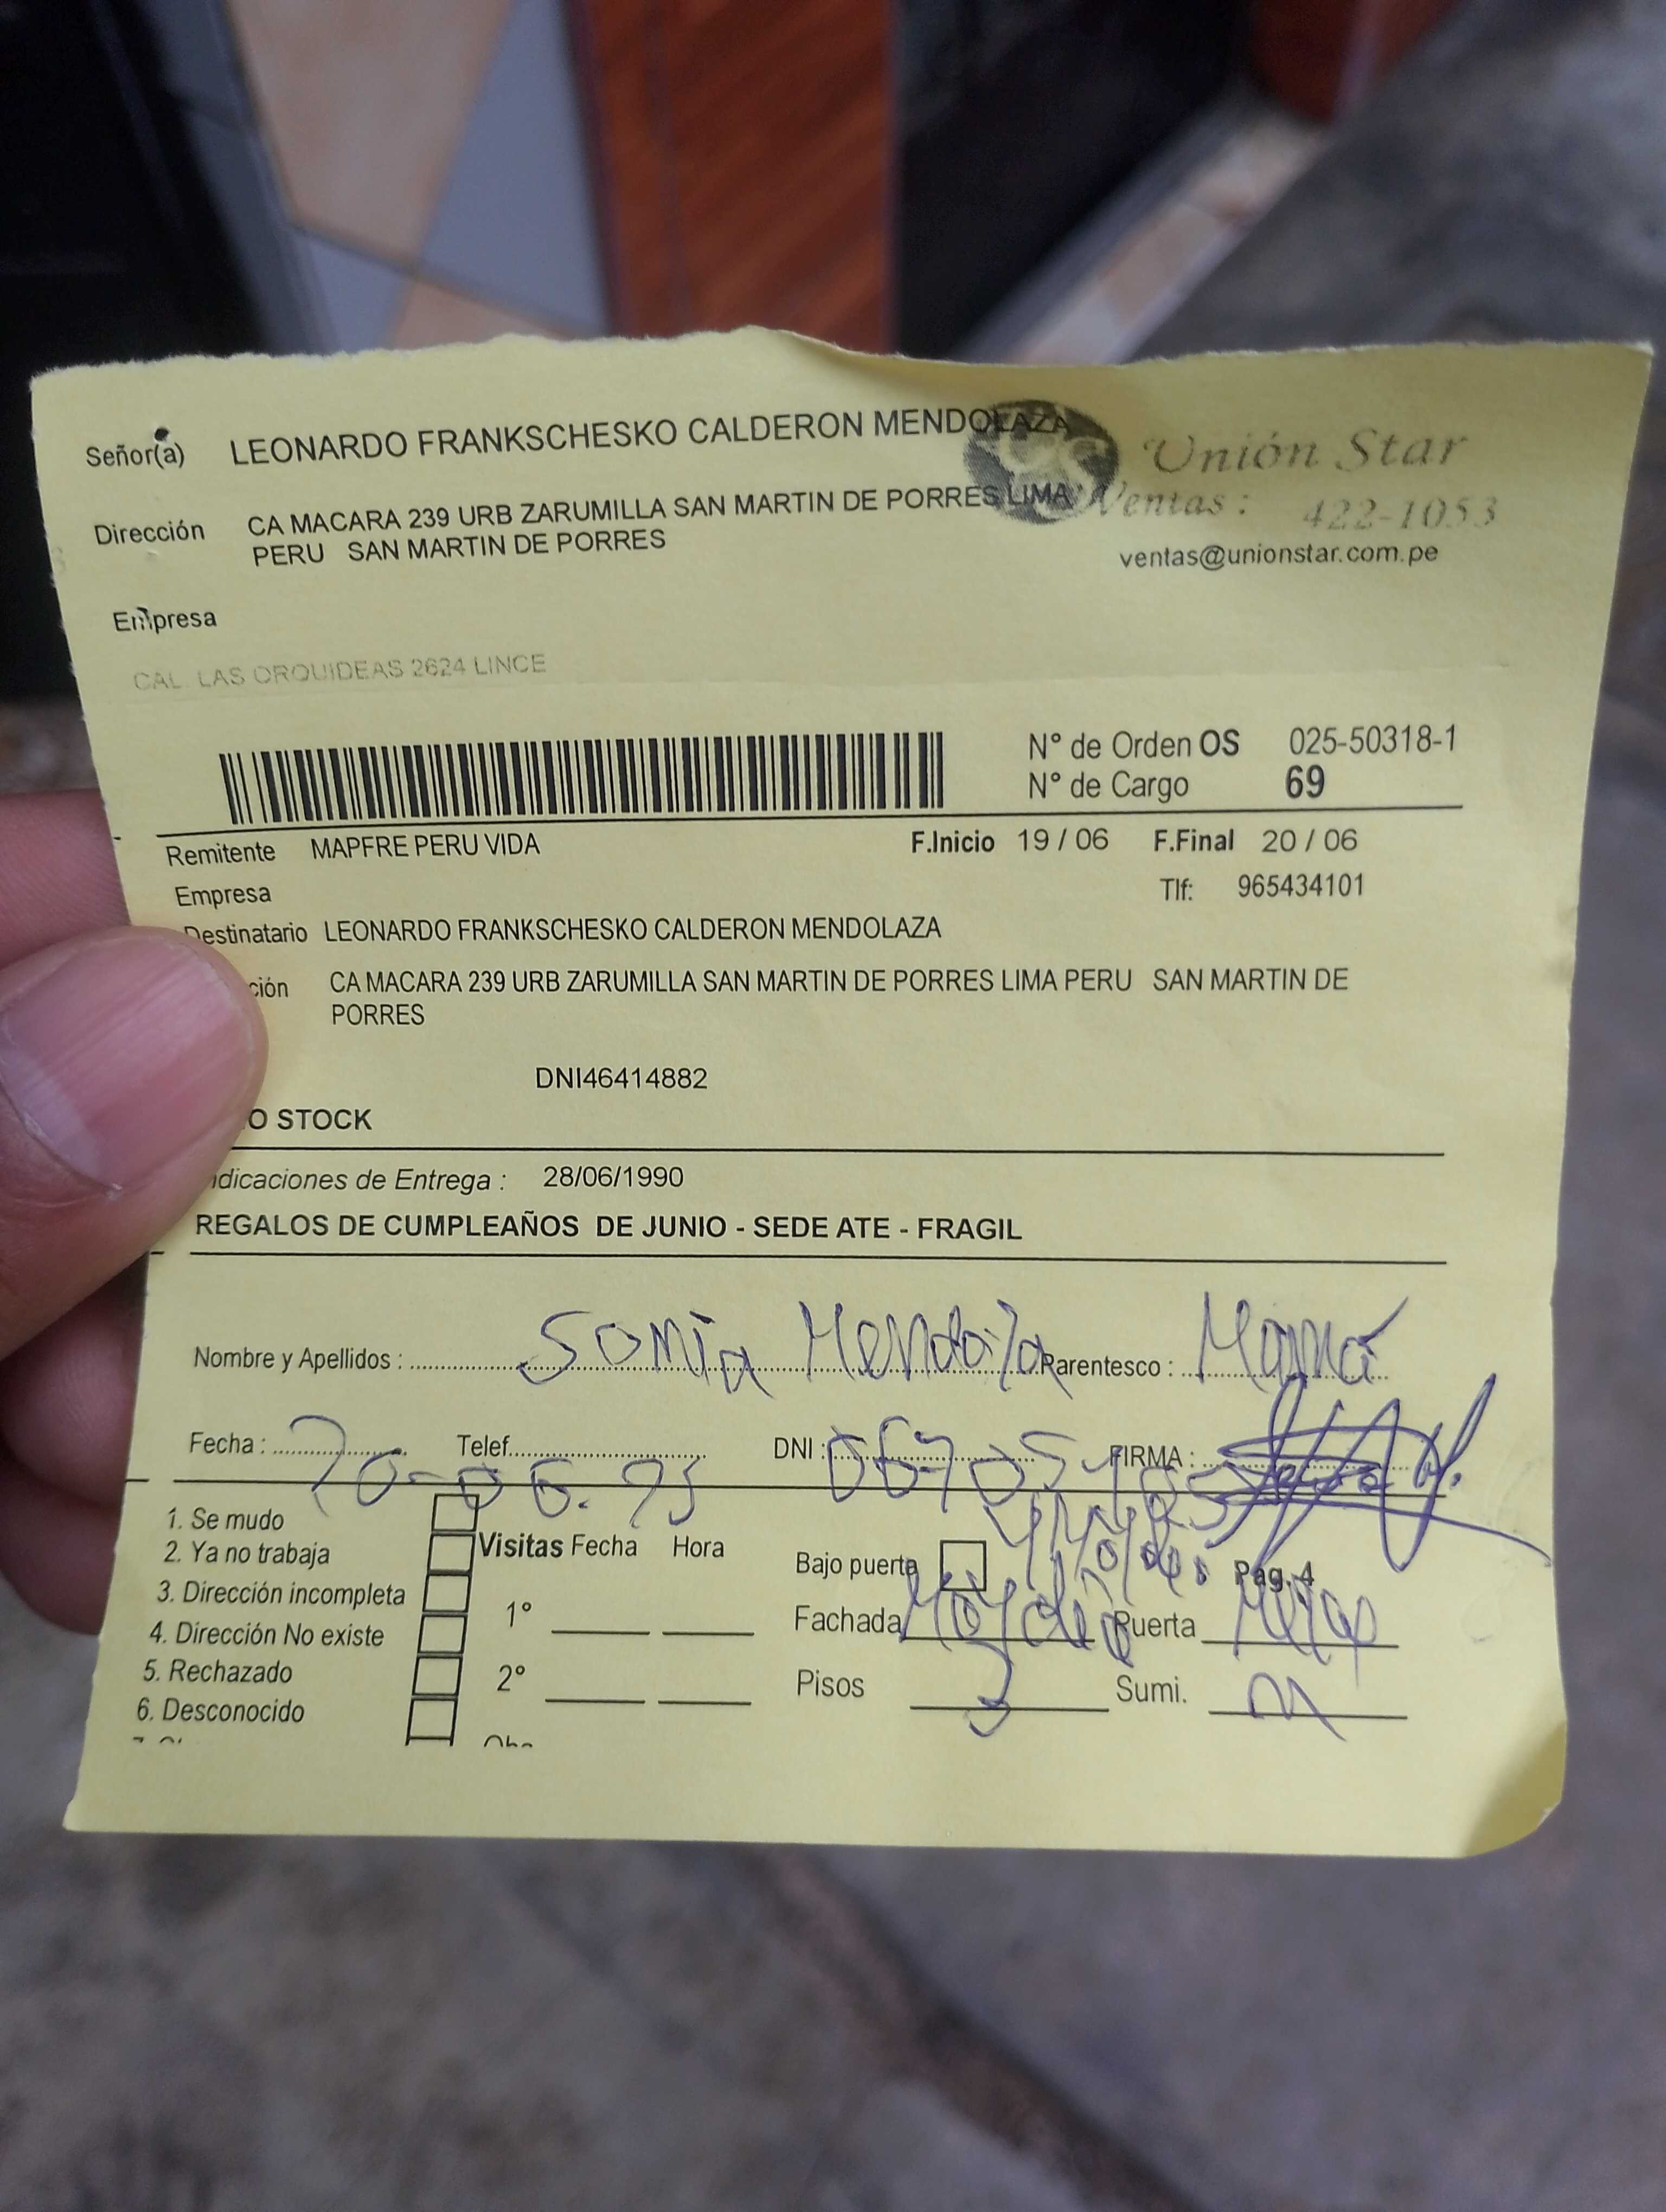 Señor(a) LEONARDO FRANKSCHESKO CALDERON MENDOLAZA
Unión Star
Dirección CA MACARA 239 URB ZARUMILLA SAN MARTIN DE PORRES LIMA
Ventas : 422-1053
PERU SAN MARTIN DE PORRES
ventas@unionstar.com.pe
Empresa
CAL LAS ORQUIDEAS 2624 LINCE
N° de Orden OS 025-50318-1
N° de Cargo 69
Remitente MAPFRE PERU VIDA F.Inicio 19 / 06 F.Final 20 / 06
Empresa Tlf: 965434101
Destinatario LEONARDO FRANKSCHESKO CALDERON MENDOLAZA
ción CA MACARA 239 URB ZARUMILLA SAN MARTIN DE PORRES LIMA PERU SAN MARTIN DE
PORRES
DNI46414882
O STOCK
ndicaciones de Entrega : 28/06/1990
REGALOS DE CUMPLEAÑOS DE JUNIO - SEDE ATE - FRAGIL
Nombre y Apellidos : Sonia Parentesco : Mamá
Fecha : Telef. DNI : FIRMA :
1. Se mudo
2. Ya no trabaja Visitas Fecha Hora Bajo puerta Pag. 4
3. Dirección incompleta 1° Fachada Puerta
4. Dirección No existe
5. Rechazado 2° Pisos 3 Sumi.
6. Desconocido